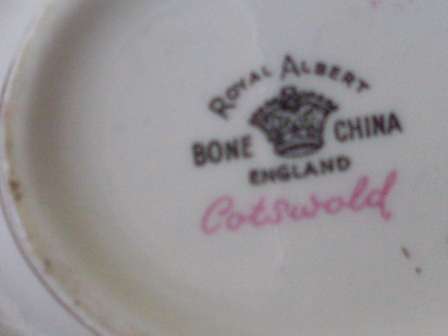 ROYAL ALBERT
BONE CHINA
ENGLAND
Cotswold